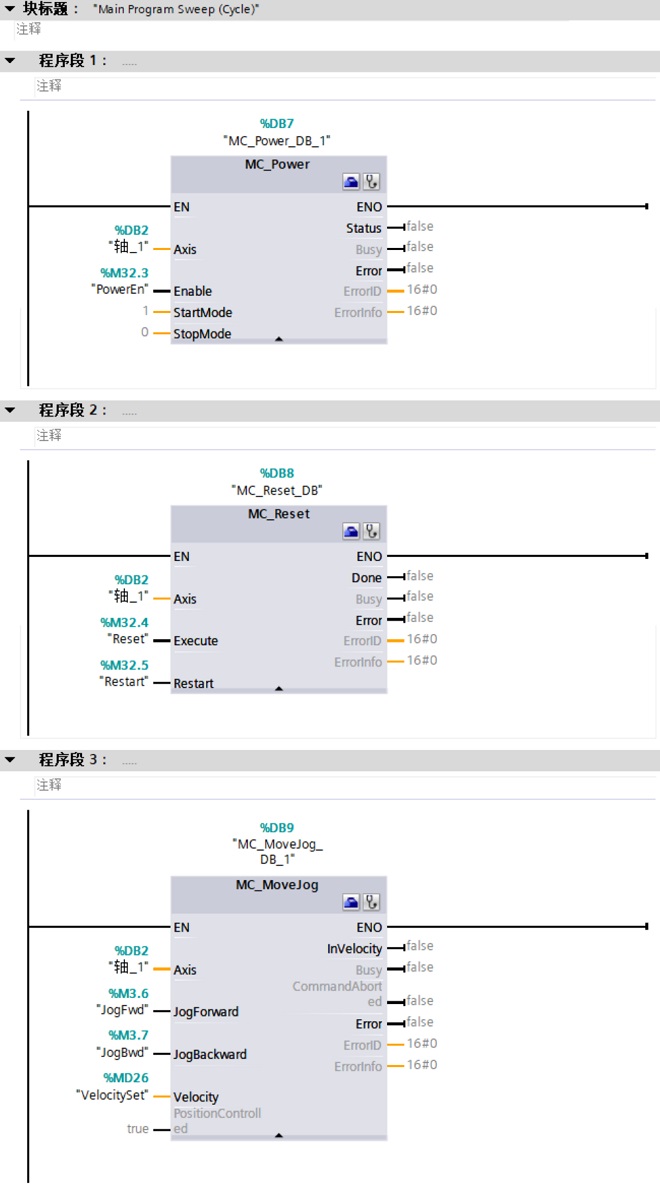 块标题： "Main Program Sweep (Cycle)"
注释
程序段 1： .....
注释
%DB7
"MC_Power_DB_1"
MC_Power
EN ENO
Status false
%DB2
"轴_1" Axis
Busy false
%M32.3
Error false
"PowerEn" Enable
ErrorID 16#0
1 StartMode
ErrorInfo 16#0
0 StopMode
程序段 2： .....
注释
%DB8
"MC_Reset_DB"
MC_Reset
EN ENO
Done false
%DB2
"轴_1" Axis
Busy false
%M32.4
Error false
"Reset" Execute
ErrorID 16#0
%M32.5
ErrorInfo 16#0
"Restart" Restart
程序段 3： .....
注释
%DB9
"MC_MoveJog_
DB_1"
MC_MoveJog
EN ENO
InVelocity false
%DB2
"轴_1" Axis
Busy false
CommandAbort
ed false
%M3.6
"JogFwd" JogForward
Error false
%M3.7
ErrorID 16#0
"JogBwd" JogBackward
ErrorInfo 16#0
%MD26
"VelocitySet" Velocity
PositionControll
true ed